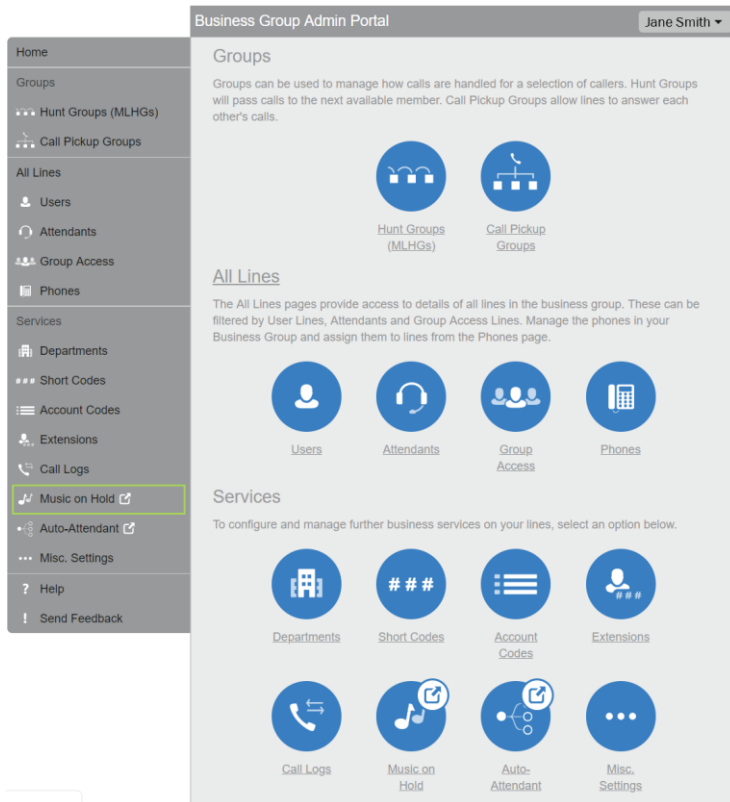 Business Group Admin Portal
Jane Smith
Home
Groups
Hunt Groups (MLHGs)
Call Pickup Groups
All Lines
Users
Attendants
Group Access
Phones
Services
Departments
### Short Codes
Account Codes
Extensions
Call Logs
Music on Hold
Auto-Attendant
Misc. Settings
? Help
! Send Feedback
Groups
Groups can be used to manage how calls are handled for a selection of callers. Hunt Groups
will pass calls to the next available member. Call Pickup Groups allow lines to answer each
other's calls.
Hunt Groups
(MLHGs)
Call Pickup
Groups
All Lines
The All Lines pages provide access to details of all lines in the business group. These can be
filtered by User Lines, Attendants and Group Access Lines. Manage the phones in your
Business Group and assign them to lines from the Phones page.
Users
Attendants
Group
Access
Phones
Services
To configure and manage further business services on your lines, select an option below.
###
###
Departments
Short Codes
Account
Codes
Extensions
Call Logs
Music on
Hold
Auto-
Attendant
Misc.
Settings